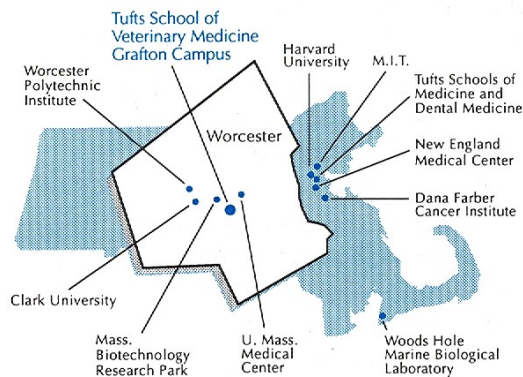 Tufts School of
Veterinary Medicine
Grafton Campus
Worcester
Polytechnic
Institute
Harvard
University
M.I.T.
Tufts Schools of
Medicine and
Dental Medicine
Worcester
New England
Medical Center
Dana Farber
Cancer Institute
Clark University
Mass.
Biotechnology
Research Park
U. Mass.
Medical
Center
Woods Hole
Marine Biological
Laboratory